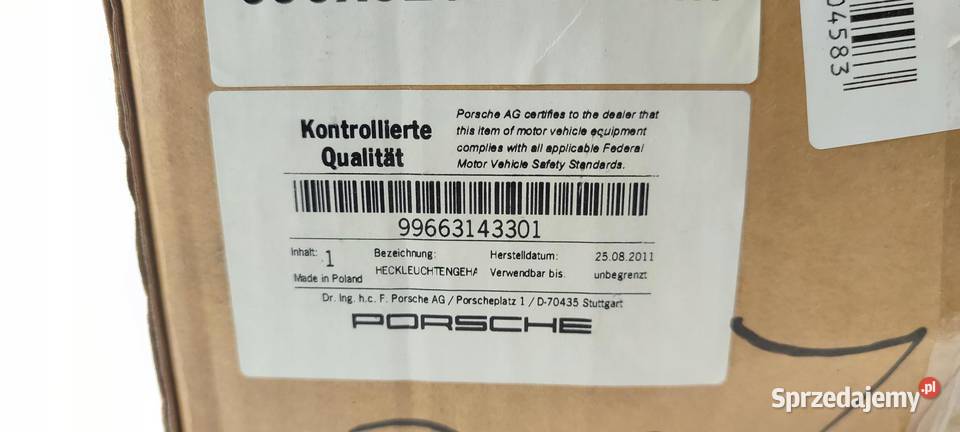 04583
Kontrollierte
Qualität
Porsche AG certifies to the dealer that
this item of motor vehicle equipment
complies with all applicable Federal
Motor Vehicle Safety Standards.
99663143301
Inhalt: 1
Made in Poland
Bezeichnung:
HECKLEUCHTENGEHA
Herstelldatum: 25.08.2011
Verwendbar bis: unbegrenzt
Dr. Ing. h.c. F. Porsche AG / Porscheplatz 1 / D-70435 Stuttgart
PORSCHE
Sprzedajemy.pl